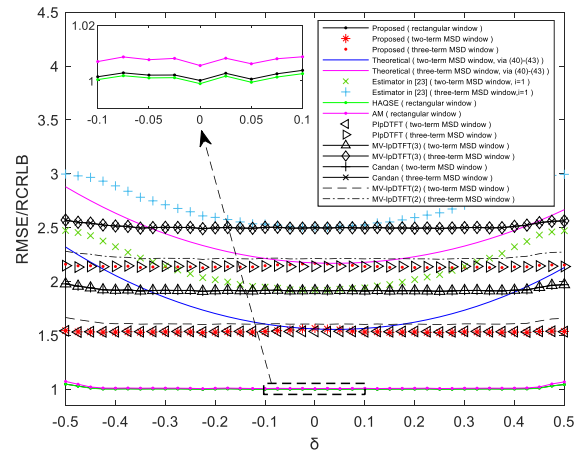 4.5
4
3.5
3
2.5
2
1.5
1
RMSE/RCRLB
-0.5
-0.4
-0.3
-0.2
-0.1
0
0.1
0.2
0.3
0.4
0.5
δ
1.02
1
-0.1
-0.05
0
0.05
0.1
Proposed ( rectangular window )
Proposed ( two-term MSD window )
Proposed ( three-term MSD window )
Theoretical ( two-term MSD window, via (40)-(43) )
Theoretical ( three-term MSD window, via (40)-(43) )
Estimator in [23] ( two-term MSD window, i=1 )
Estimator in [23] ( three-term MSD window,i=1 )
HAQSE ( rectangular window )
AM ( rectangular window )
PIpDTFT ( two-term MSD window )
PIpDTFT ( three-term MSD window )
MV-IpDTFT(3) ( two-term MSD window )
MV-IpDTFT(3) ( three-term MSD window )
Candan ( two-term MSD window )
Candan ( three-term MSD window )
MV-IpDTFT(2) ( two-term MSD window )
MV-IpDTFT(2) ( three-term MSD window )